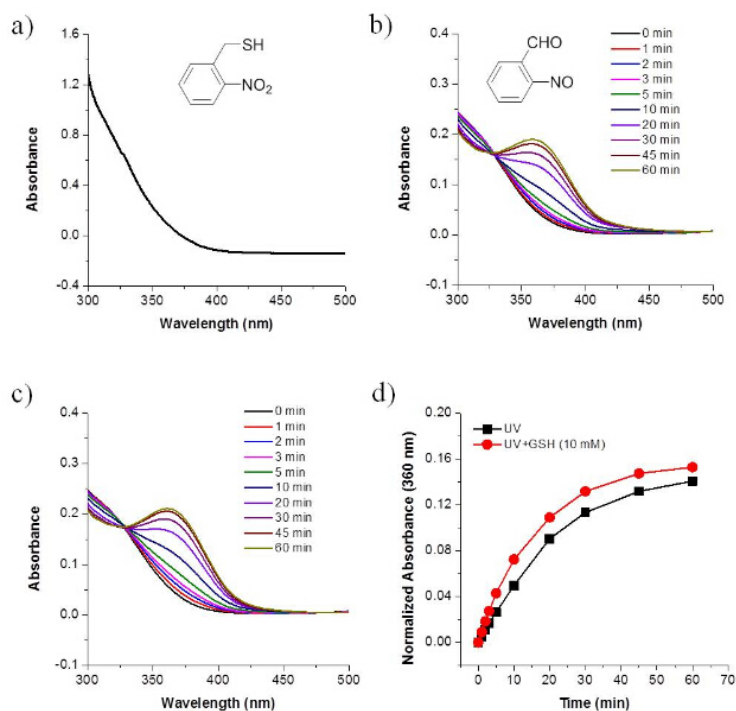 a)
SH
NO2
1.6
1.2
0.8
0.4
0.0
-0.4
Absorbance
300 350 400 450 500
Wavelength (nm)
b)
CHO
NO
0 min
1 min
2 min
3 min
5 min
10 min
20 min
30 min
45 min
60 min
0.4
0.3
0.2
0.1
0.0
-0.1
Absorbance
300 350 400 450 500
Wavelength (nm)
c)
0 min
1 min
2 min
3 min
5 min
10 min
20 min
30 min
45 min
60 min
0.4
0.3
0.2
0.1
0.0
-0.1
Absorbance
300 350 400 450 500
Wavelength (nm)
d)
UV
UV+GSH (10 mM)
0.20
0.16
0.12
0.08
0.04
0.00
Normalized Absorbance (360 nm)
0 10 20 30 40 50 60 70
Time (min)